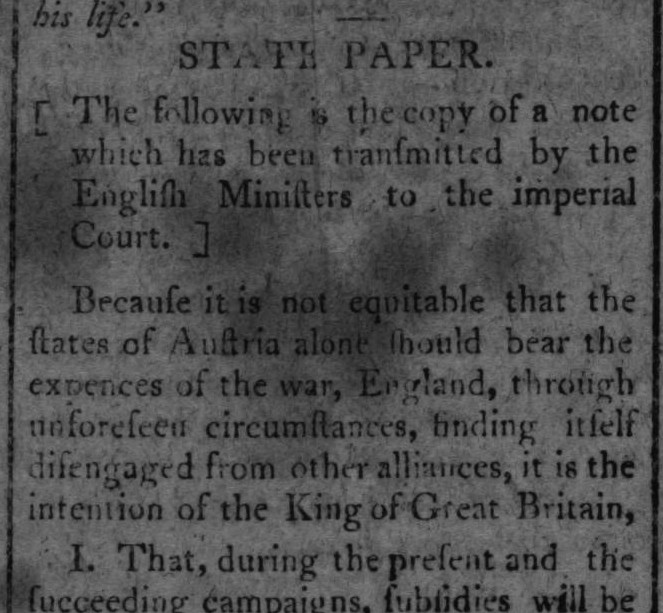 his life.”
STATE PAPER.
[ The following is the copy of a note
which has been tranſmitted by the
Engliſh Miniſters to the imperial
Court. ]
Becauſe it is not equitable that the
ſtates of Auſtria alone ſhould bear the
expences of the war, England, through
unforeſeen circumſtances, finding itſelf
diſengaged from other alliances, it is the
intention of the King of Great Britain,
I. That, during the preſent and the
ſucceeding campaigns, ſubſidies will be